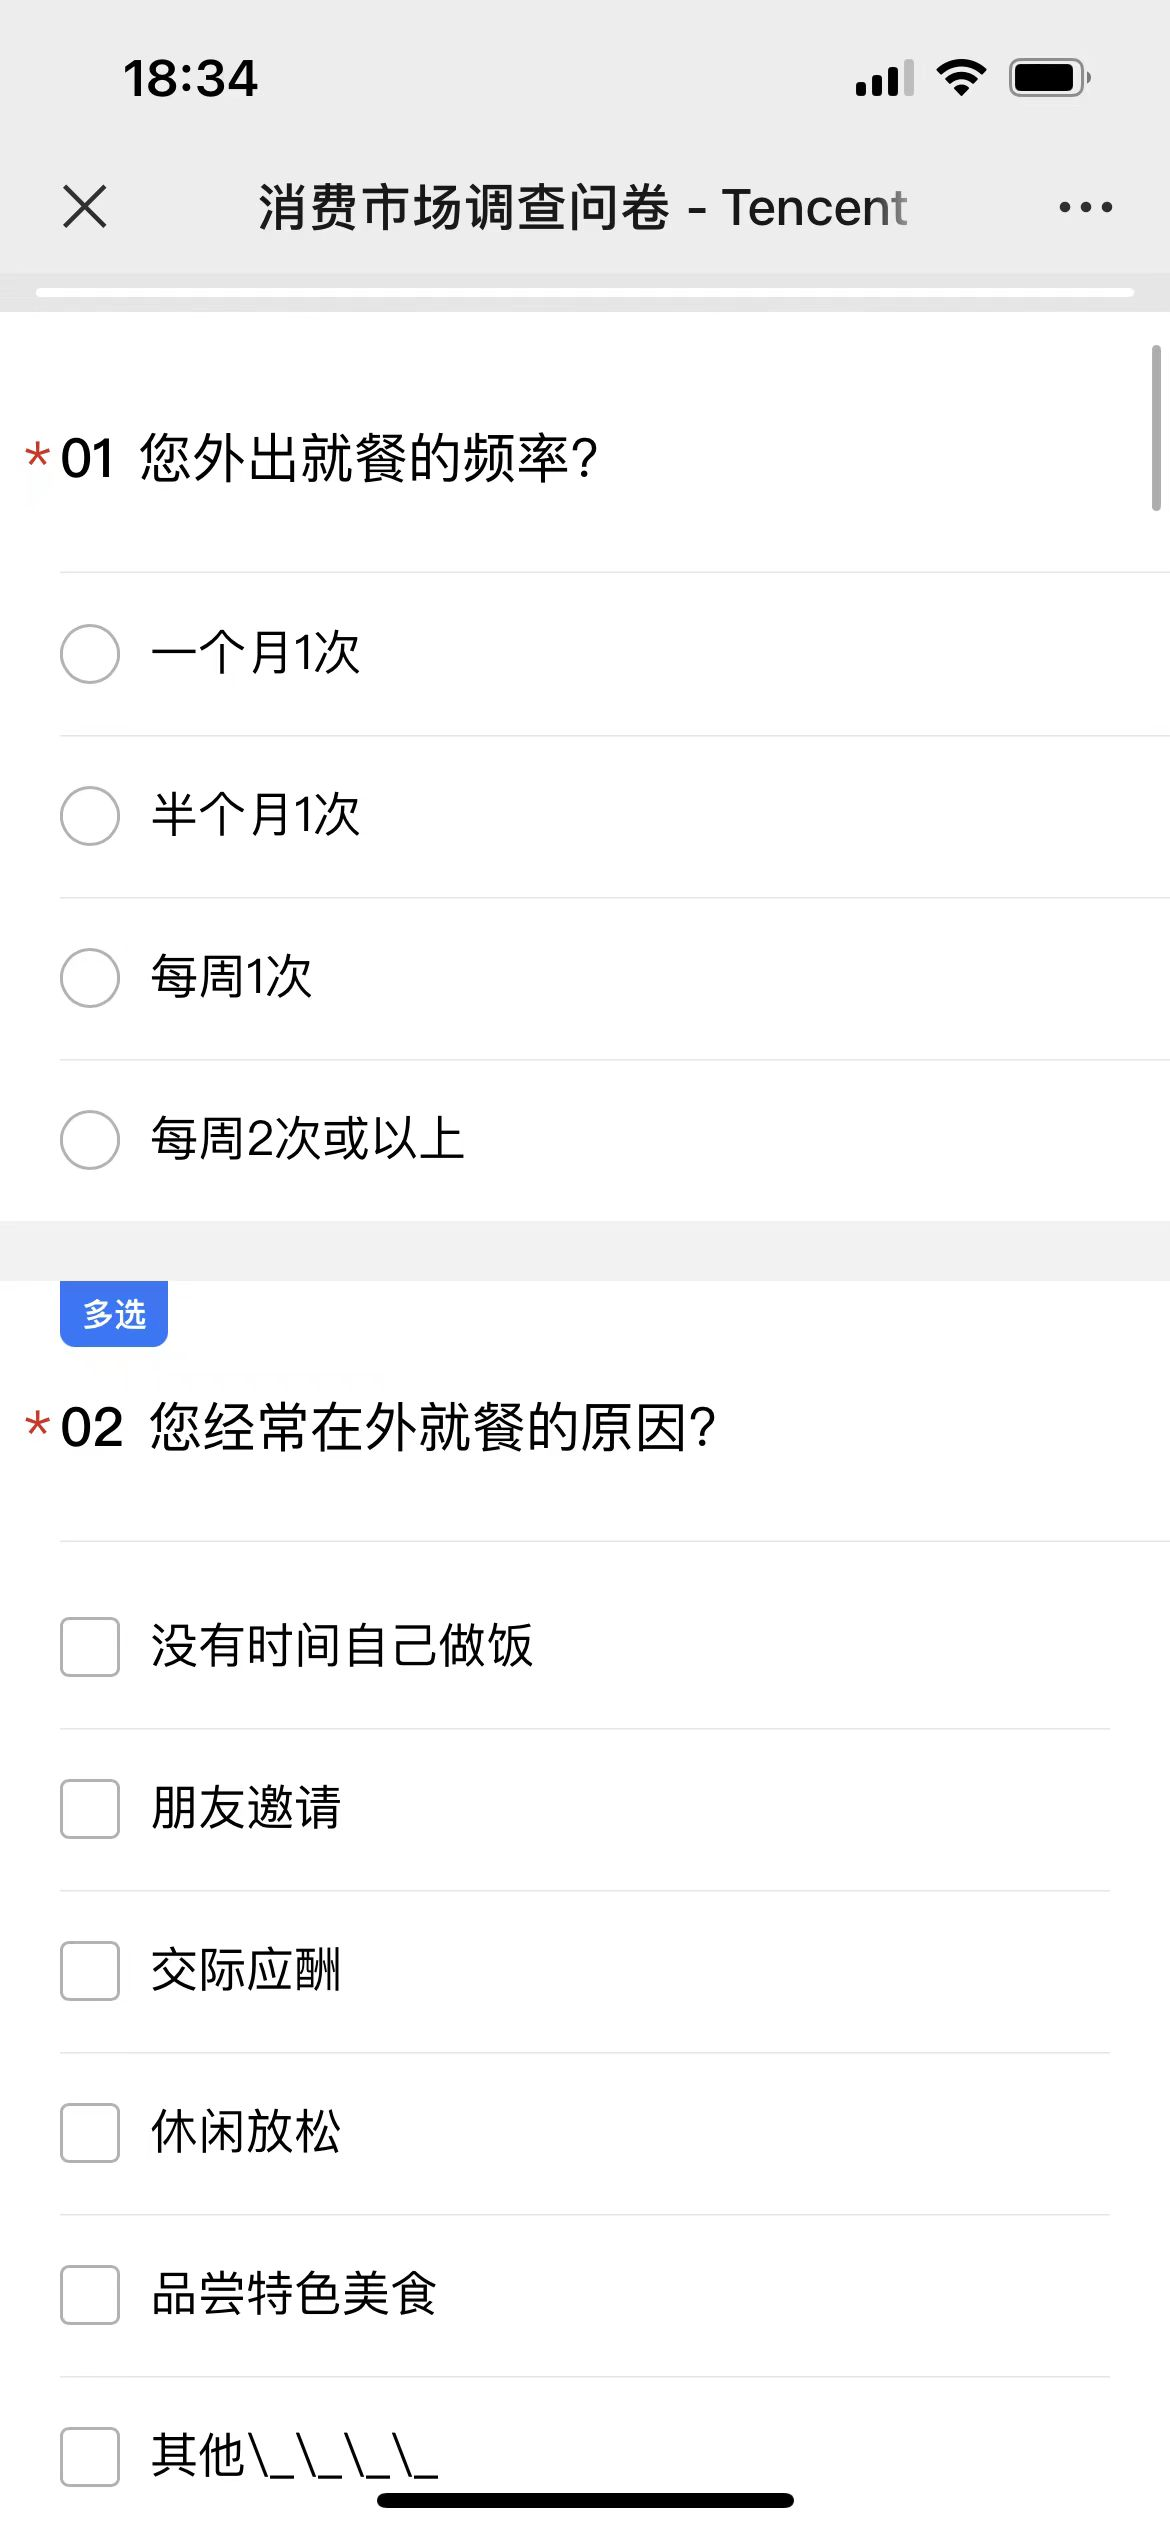 18:34
消费市场调查问卷 - Tencent
* 01 您外出就餐的频率?
一个月1次
半个月1次
每周1次
每周2次或以上
多选
* 02 您经常在外就餐的原因?
没有时间自己做饭
朋友邀请
交际应酬
休闲放松
品尝特色美食
其他\_\_\_\_